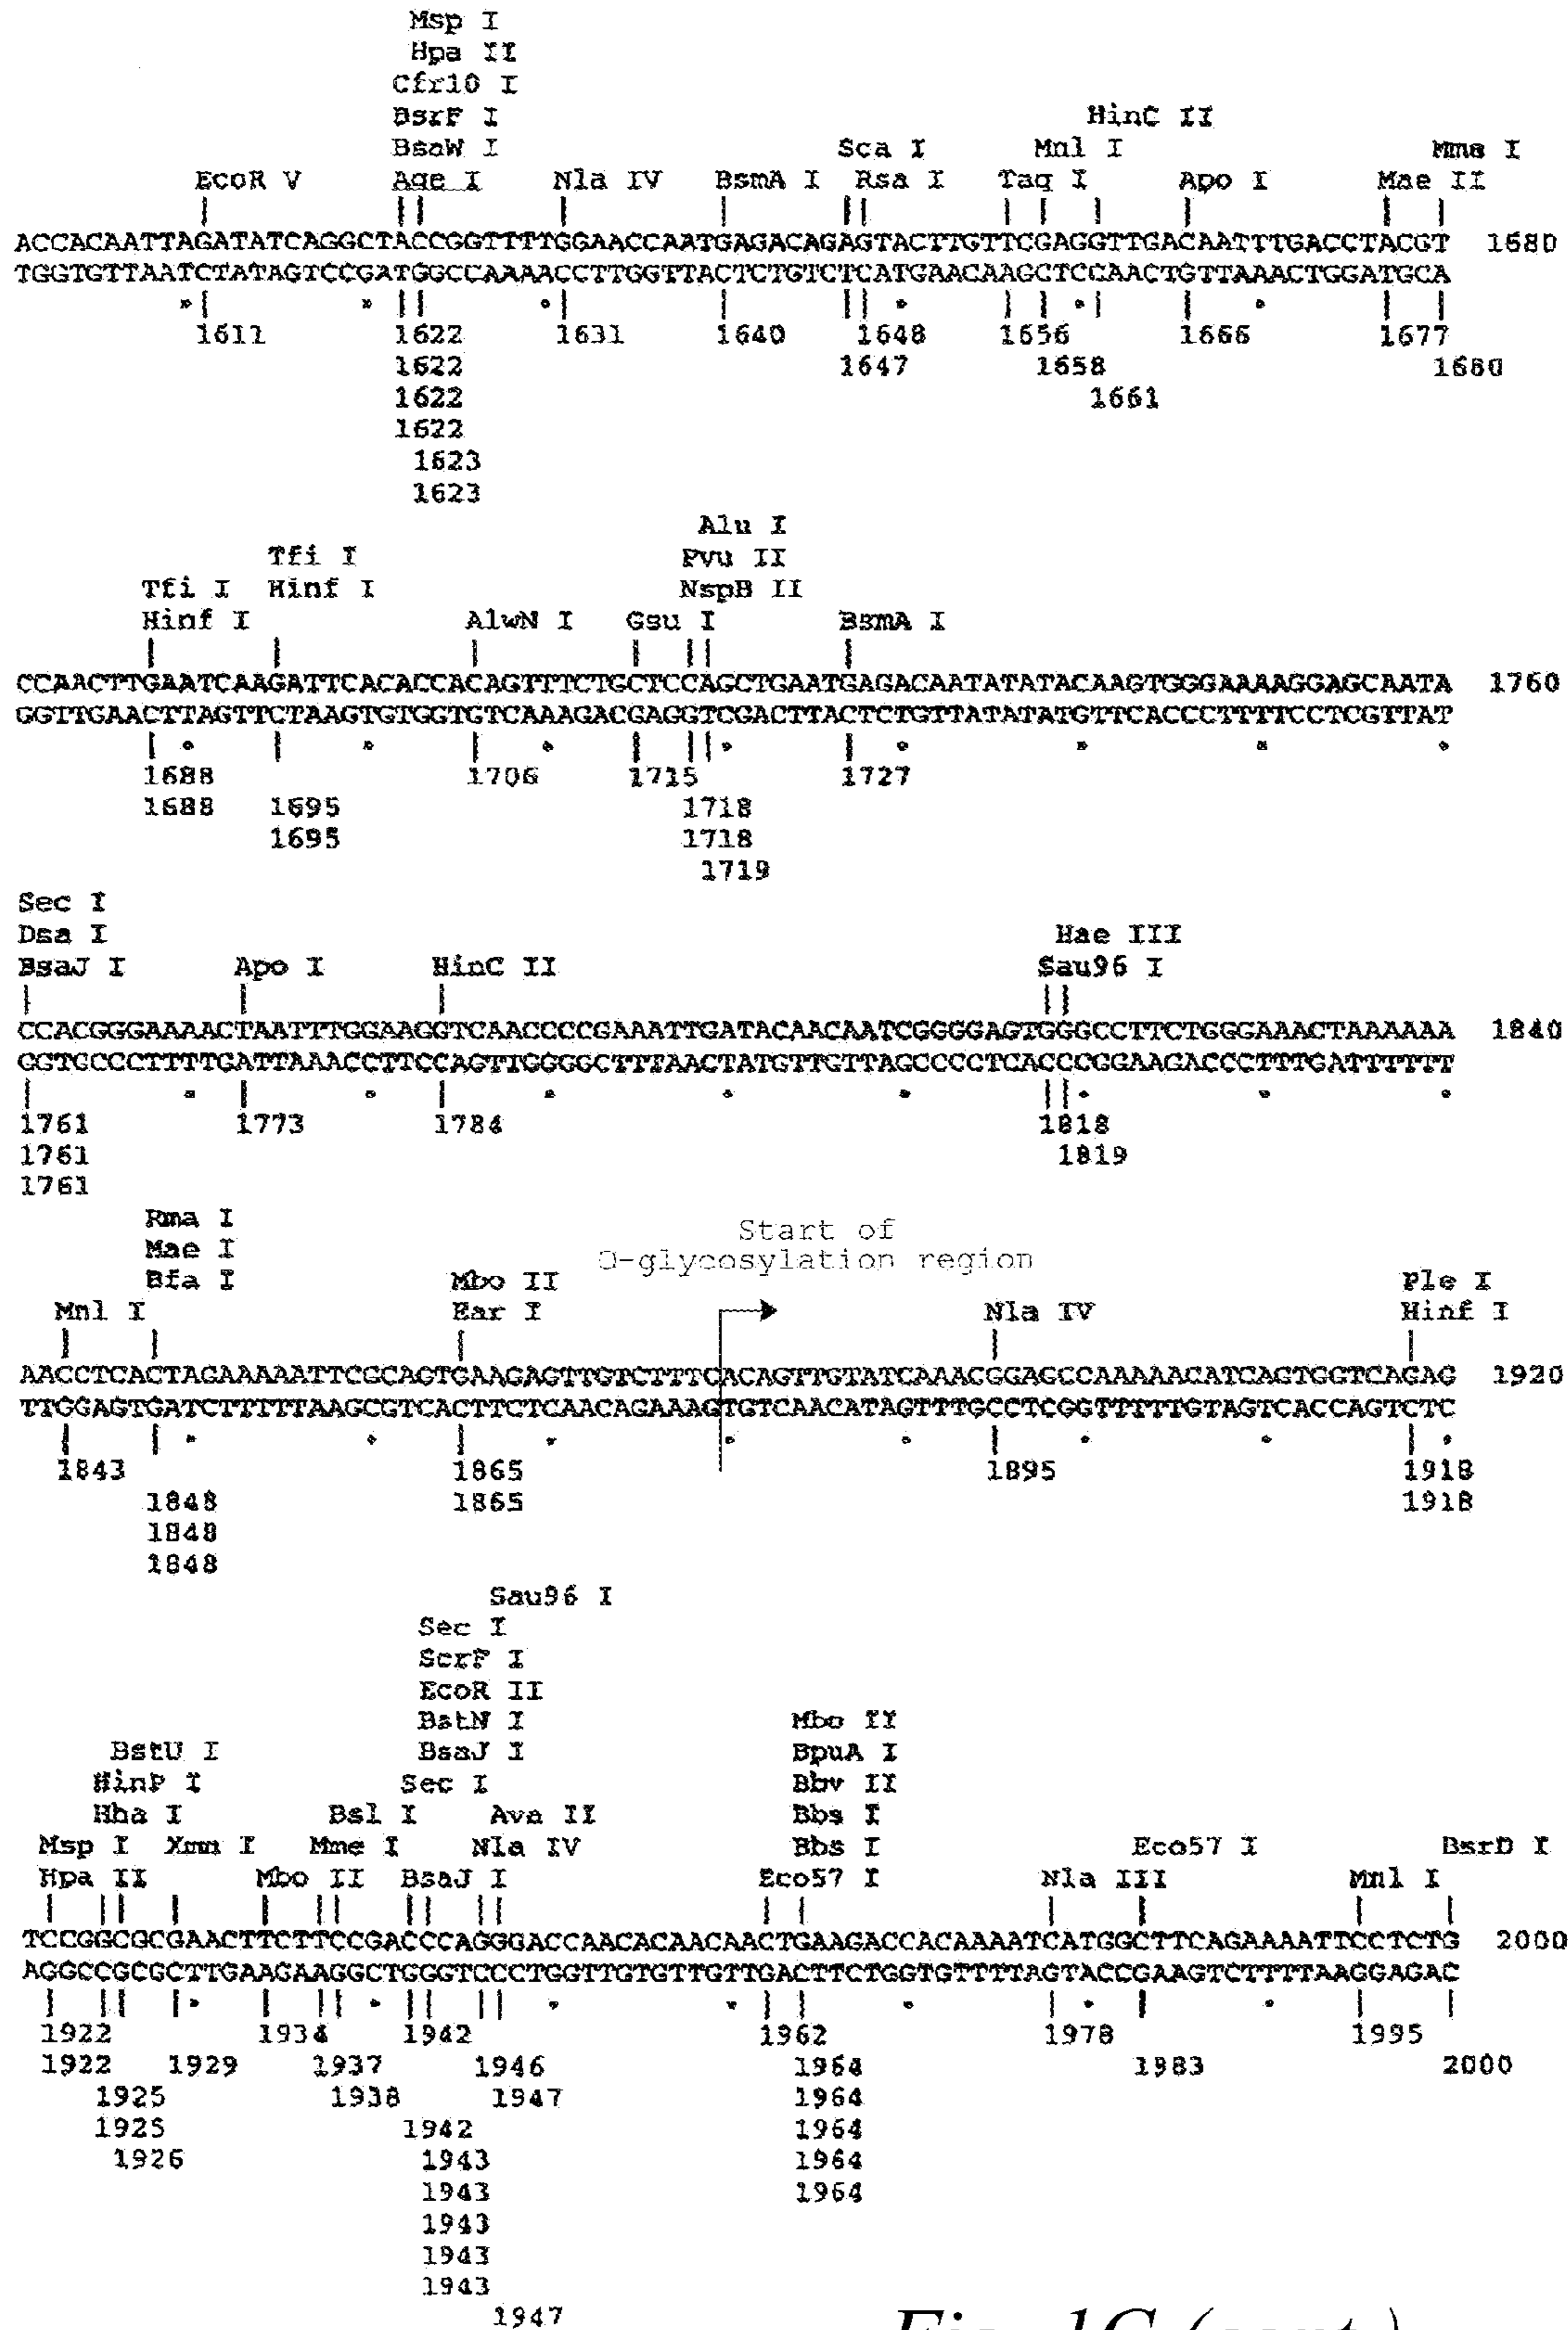 Msp I
Hpa II
Cfr10 I
BsrF I HinC II
BsaW I Sca I Mnl I Mme I
EcoR V Age I Nla IV BsmA I Rsa I Taq I Apo I Mae II
ACCACAATTAGATATCAGGCTACCGGTTTTGGAACCAATGAGACAGAGTACTTGTTCGAGGTTGACAATTTGACCTACGT 1680
TGGTGTTAATCTATAGTCCGATGGCCAAAACCTTGGTTACTCTGTCTCATGAACAAGCTCCAACTGTTAAACTGGATGCA
1611 1622 1631 1640 1648 1656 1666 1677
1622 1647 1658 1680
1622 1661
1622
1623
1623
Alu I
Tfi I Pvu II
Tfi I Hinf I NspB II
Hinf I AlwN I Gsu I BsmA I
CCAACTTGAATCAAGATTCACACCACAGTTTCTGCTCCAGCTGAATGAGACAATATATACAAGTGGGAAAAGGAGCAATA 1760
GGTTGAACTTAGTTCTAAGTGTGGTGTCAAAGACGAGGTCGACTTACTCTGTTATATATGTTCACCCTTTTCCTCGTTAT
1688 1706 1715 1727
1688 1695 1718
1695 1718
1719
Sec I
Dsa I Hae III
BsaJ I Apo I HinC II Sau96 I
CCACGGGAAAACTAATTTGGAAGGTCAACCCCGAAATTGATACAACAATCGGGGAGTGGGCCTTCTGGGAAACTAAAAAA 1840
GGTGCCCTTTTGATTAAACCTTCCAGTTGGGGCTTTAACTATGTTGTTAGCCCCTCACCCGGAAGACCCTTTGATTTTTT
1761 1773 1784 1818
1761 1819
1761
Rma I Start of
Mae I O-glycosylation region
Bfa I Mbo II Ple I
Mnl I Ear I Nla IV Hinf I
AACCTCACTAGAAAAATTCGCAGTGAAGAGTTGTCTTTCACAGTTGTATCAAACGGAGCCAAAAACATCAGTGGTCAGAG 1920
TTGGAGTGATCTTTTTAAGCGTCACTTCTCAACAGAAAGTGTCAACATAGTTTGCCTCGGTTTTTGTAGTCACCAGTCTC
1843 1865 1895 1918
1848 1865 1918
1848
1848
Sau96 I
Sec I
ScrF I
EcoR II
BstN I Mbo II
BstU I BsaJ I BpuA I
HinP I Sec I Bbv II
Hha I Bsl I Ava II Bbs I
Msp I Xmn I Mme I Nla IV Bbs I Eco57 I BsrD I
Hpa II Mbo II BsaJ I Eco57 I Nla III Mnl I
TCCGGCGCGAACTTCTTCCGACCCAGGGACCAACACAACAACTGAAGACCACAAAATCATGGCTTCAGAAAATTCCTCTG 2000
AGGCCGCGCTTGAAGAAGGCTGGGTCCCTGGTTGTGTTGTTGACTTCTGGTGTTTTAGTACCGAAGTCTTTTAAGGAGAC
1922 1934 1942 1962 1978 1995
1922 1929 1937 1946 1964 1983 2000
1925 1938 1947 1964
1925 1942 1964
1926 1943 1964
1943 1964
1943
1943
1943
1947